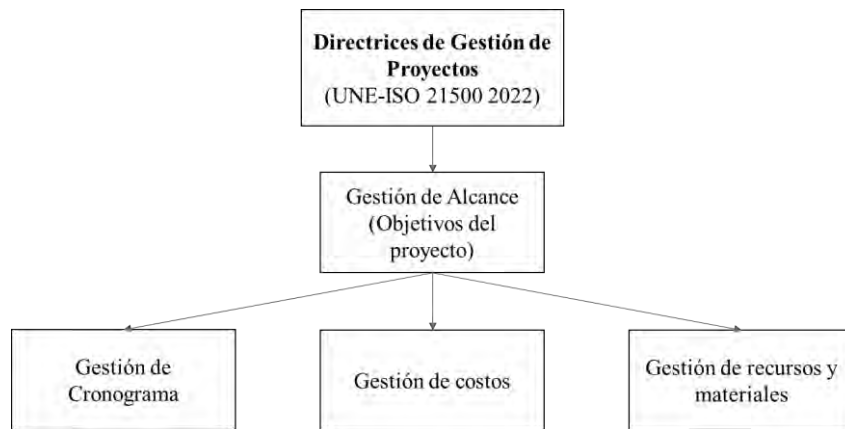 Directrices de Gestión de
Proyectos
(UNE-ISO 21500 2022)
Gestión de Alcance
(Objetivos del
proyecto)
Gestión de
Cronograma
Gestión de costos
Gestión de recursos y
materiales